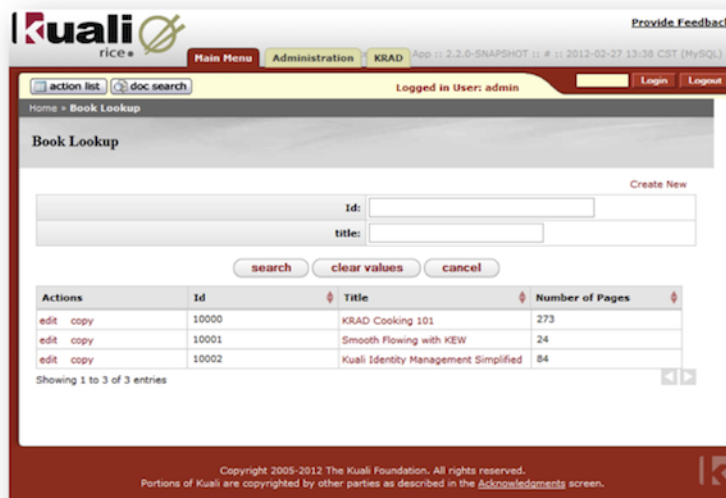 kuali
rice
Provide Feedback
Main Menu Administration KRAD App :: 2.2.0-SNAPSHOT :: # :: 2012-02-27 13:38 CST (MySQL)
action list doc search Logged in User: admin Login Logout
Home » Book Lookup
Book Lookup
Create New
Id:
title:
search clear values cancel
Actions Id Title Number of Pages
edit copy 10000 KRAD Cooking 101 273
edit copy 10001 Smooth Flowing with KEW 24
edit copy 10002 Kuali Identity Management Simplified 84
Showing 1 to 3 of 3 entries
Copyright 2005-2012 The Kuali Foundation. All rights reserved.
Portions of Kuali are copyrighted by other parties as described in the Acknowledgments screen.